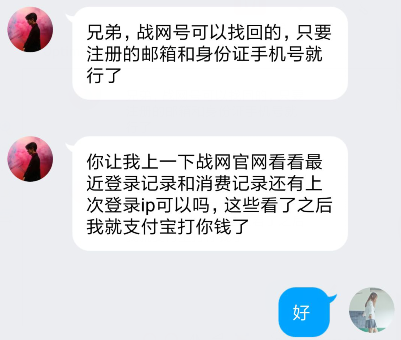 兄弟，战网号可以找回的，只要
注册的邮箱和身份证手机号就
行了
你让我上一下战网官网看看最
近登录记录和消费记录还有上
次登录ip可以吗，这些看了之后
我就支付宝打你钱了
好